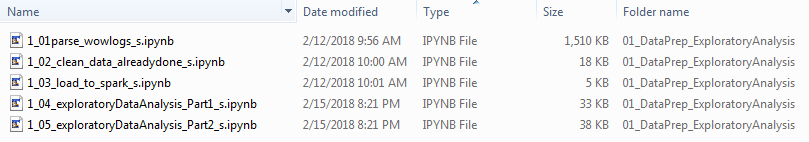 Name Date modified Type Size Folder name
1_01parse_wowlogs_s.ipynb 2/12/2018 9:56 AM IPYNB File 1,510 KB 01_DataPrep_ExploratoryAnalysis
1_02_clean_data_alreadydone_s.ipynb 2/12/2018 10:00 AM IPYNB File 18 KB 01_DataPrep_ExploratoryAnalysis
1_03_load_to_spark_s.ipynb 2/12/2018 10:01 AM IPYNB File 5 KB 01_DataPrep_ExploratoryAnalysis
1_04_exploratoryDataAnalysis_Part1_s.ipynb 2/15/2018 8:21 PM IPYNB File 33 KB 01_DataPrep_ExploratoryAnalysis
1_05_exploratoryDataAnalysis_Part2_s.ipynb 2/15/2018 8:21 PM IPYNB File 38 KB 01_DataPrep_ExploratoryAnalysis